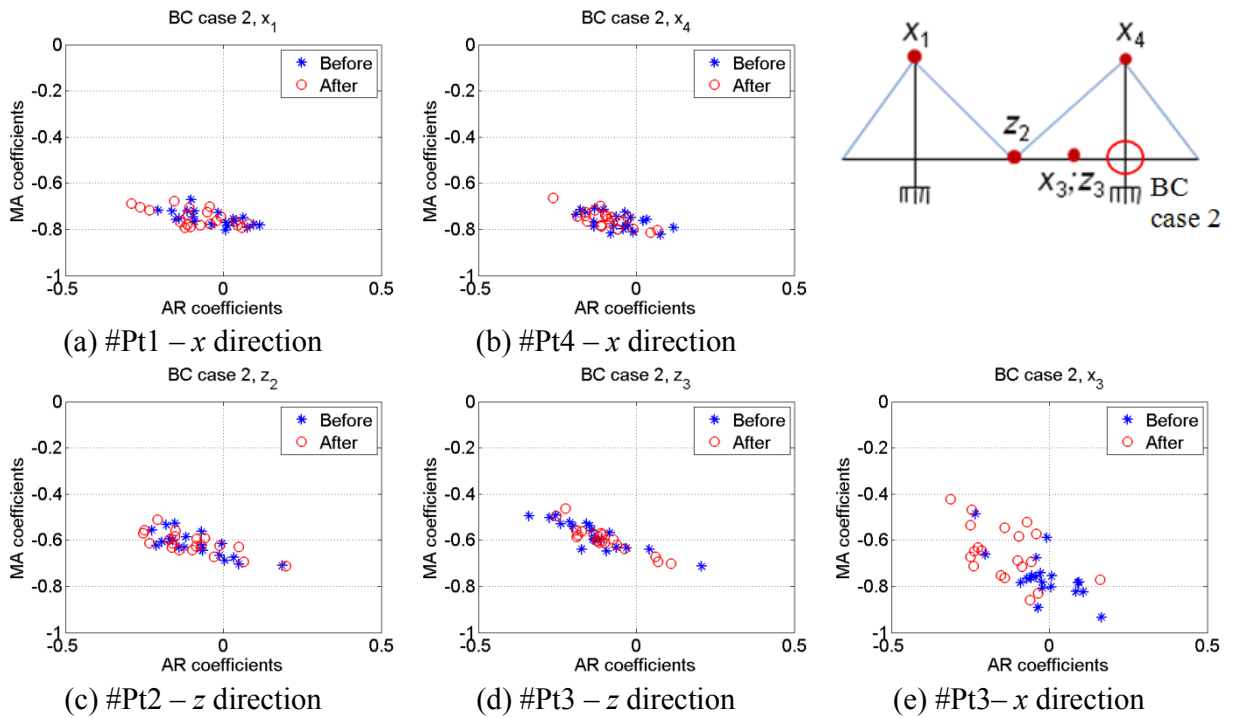 BC case 2, x1
0
-0.2
-0.4
-0.6
-0.8
-1
-0.5
0
0.5
MA coefficients
AR coefficients
Before
After
(a) #Pt1 – x direction
BC case 2, x4
0
-0.2
-0.4
-0.6
-0.8
-1
-0.5
0
0.5
MA coefficients
AR coefficients
Before
After
(b) #Pt4 – x direction
x1
x4
z2
x3;z3
BC
case 2
BC case 2, z2
0
-0.2
-0.4
-0.6
-0.8
-1
-0.5
0
0.5
MA coefficients
AR coefficients
Before
After
(c) #Pt2 – z direction
BC case 2, z3
0
-0.2
-0.4
-0.6
-0.8
-1
-0.5
0
0.5
MA coefficients
AR coefficients
Before
After
(d) #Pt3 – z direction
BC case 2, x3
0
-0.2
-0.4
-0.6
-0.8
-1
-0.5
0
0.5
MA coefficients
AR coefficients
Before
After
(e) #Pt3– x direction